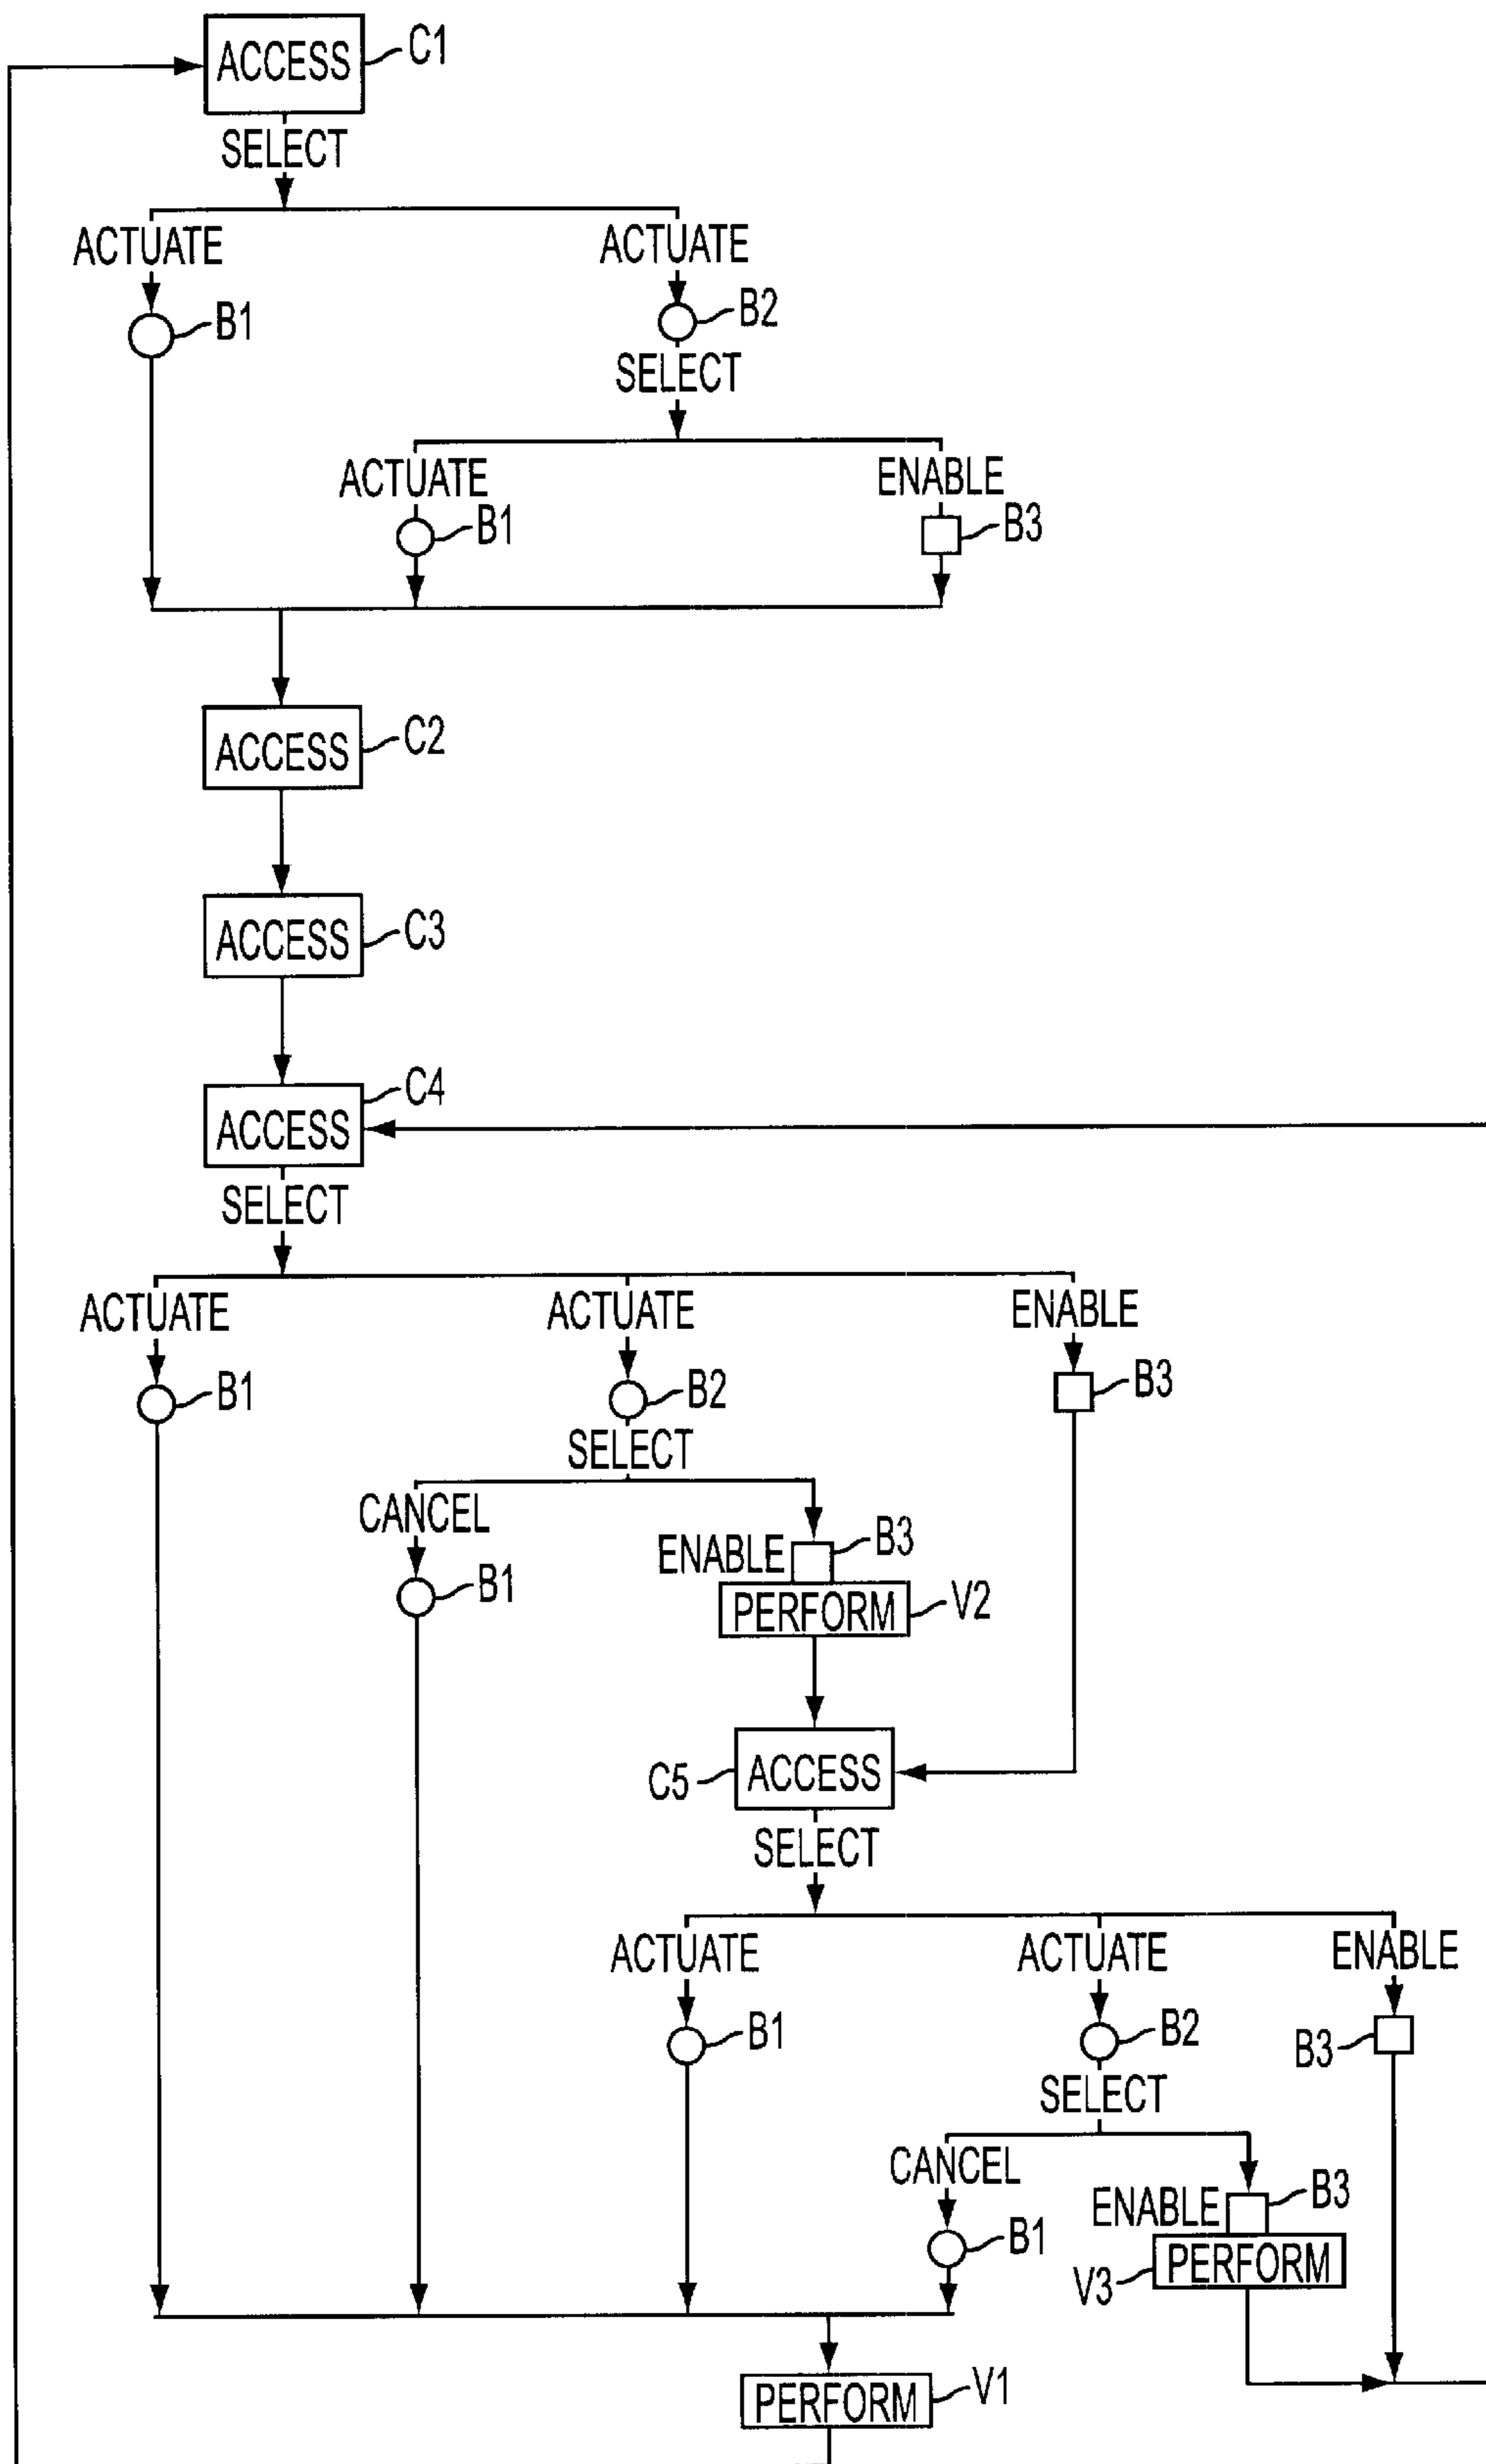 ACCESS C1
SELECT
ACTUATE ACTUATE
B1 B2
SELECT
ACTUATE ENABLE
B1 B3
ACCESS C2
ACCESS C3
ACCESS C4
SELECT
ACTUATE ACTUATE ENABLE
B1 B2 B3
SELECT
CANCEL
ENABLE B3
B1
PERFORM V2
C5 ACCESS
SELECT
ACTUATE ACTUATE ENABLE
B1 B2 B3
SELECT
CANCEL
ENABLE B3
B1
V3 PERFORM
PERFORM V1